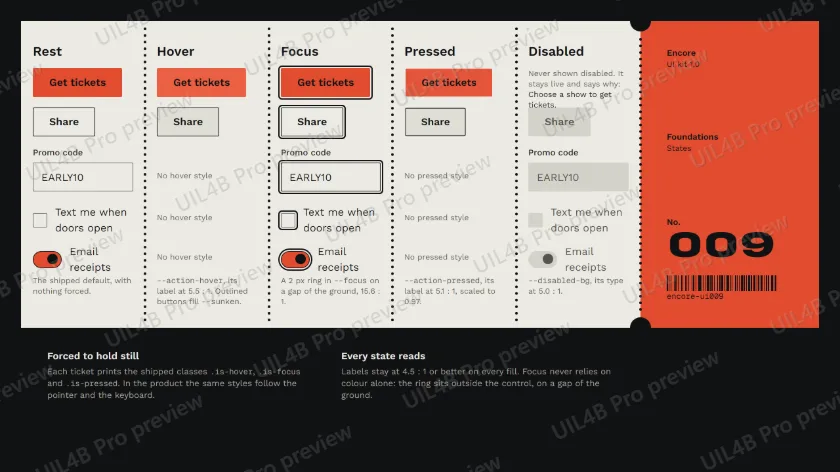 Rest
Get tickets
Share
Promo code
EARLY10
Text me when
doors open
Email
receipts
The shipped default, with
nothing forced.
Hover
Get tickets
Share
No hover style
No hover style
No hover style
--action-hover, its
label at 5.5 : 1. Outlined
buttons fill --sunken.
Focus
Get tickets
Share
Promo code
EARLY10
Text me when
doors open
Email
receipts
A 2 px ring in --focus on
a gap of the ground, 15.6 :
1.
Pressed
Get tickets
Share
No pressed style
No pressed style
No pressed style
--action-pressed, its
label at 5.1 : 1, scaled to
0.97.
Disabled
Never shown disabled. It
stays live and says why:
Choose a show to get
tickets.
Share
Promo code
EARLY10
Text me when
doors open
Email
receipts
--disabled-bg, its type
at 5.0 : 1.
Encore
UI kit 4.0
Foundations
States
No.
009
encore-ui009
Forced to hold still
Each ticket prints the shipped classes .is-hover, .is-focus
and .is-pressed. In the product the same styles follow the
pointer and the keyboard.
Every state reads
Labels stay at 4.5 : 1 or better on every fill. Focus never relies on
colour alone: the ring sits outside the control, on a gap of the
ground.
UIL4B Pro preview